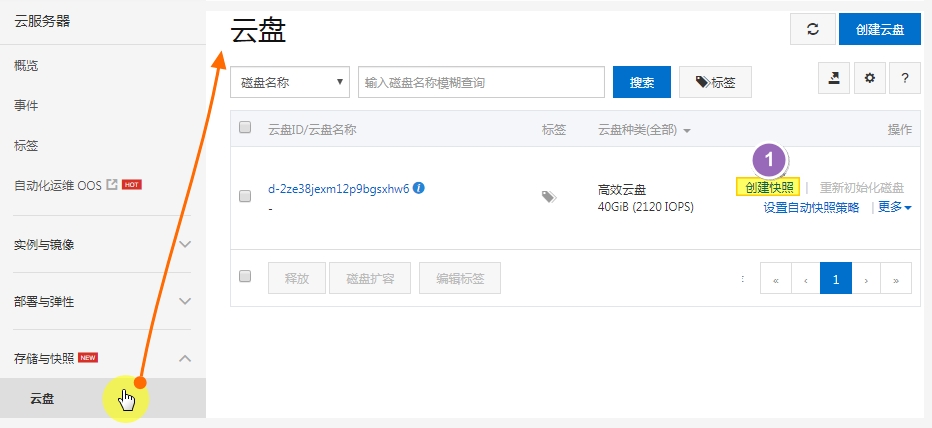 云服务器
概览
事件
标签
自动化运维 OOS HOT
实例与镜像
部署与弹性
存储与快照 NEW
云盘
云盘
创建云盘
磁盘名称 输入磁盘名称模糊查询 搜索 标签 ?
云盘ID/云盘名称 标签 云盘种类(全部) 操作
1
d-2ze38jexm12p9bgsxhw6 高效云盘 创建快照 | 重新初始化磁盘
- 40GiB (2120 IOPS) 设置自动快照策略 | 更多
释放 磁盘扩容 编辑标签 : « ‹ 1 › »